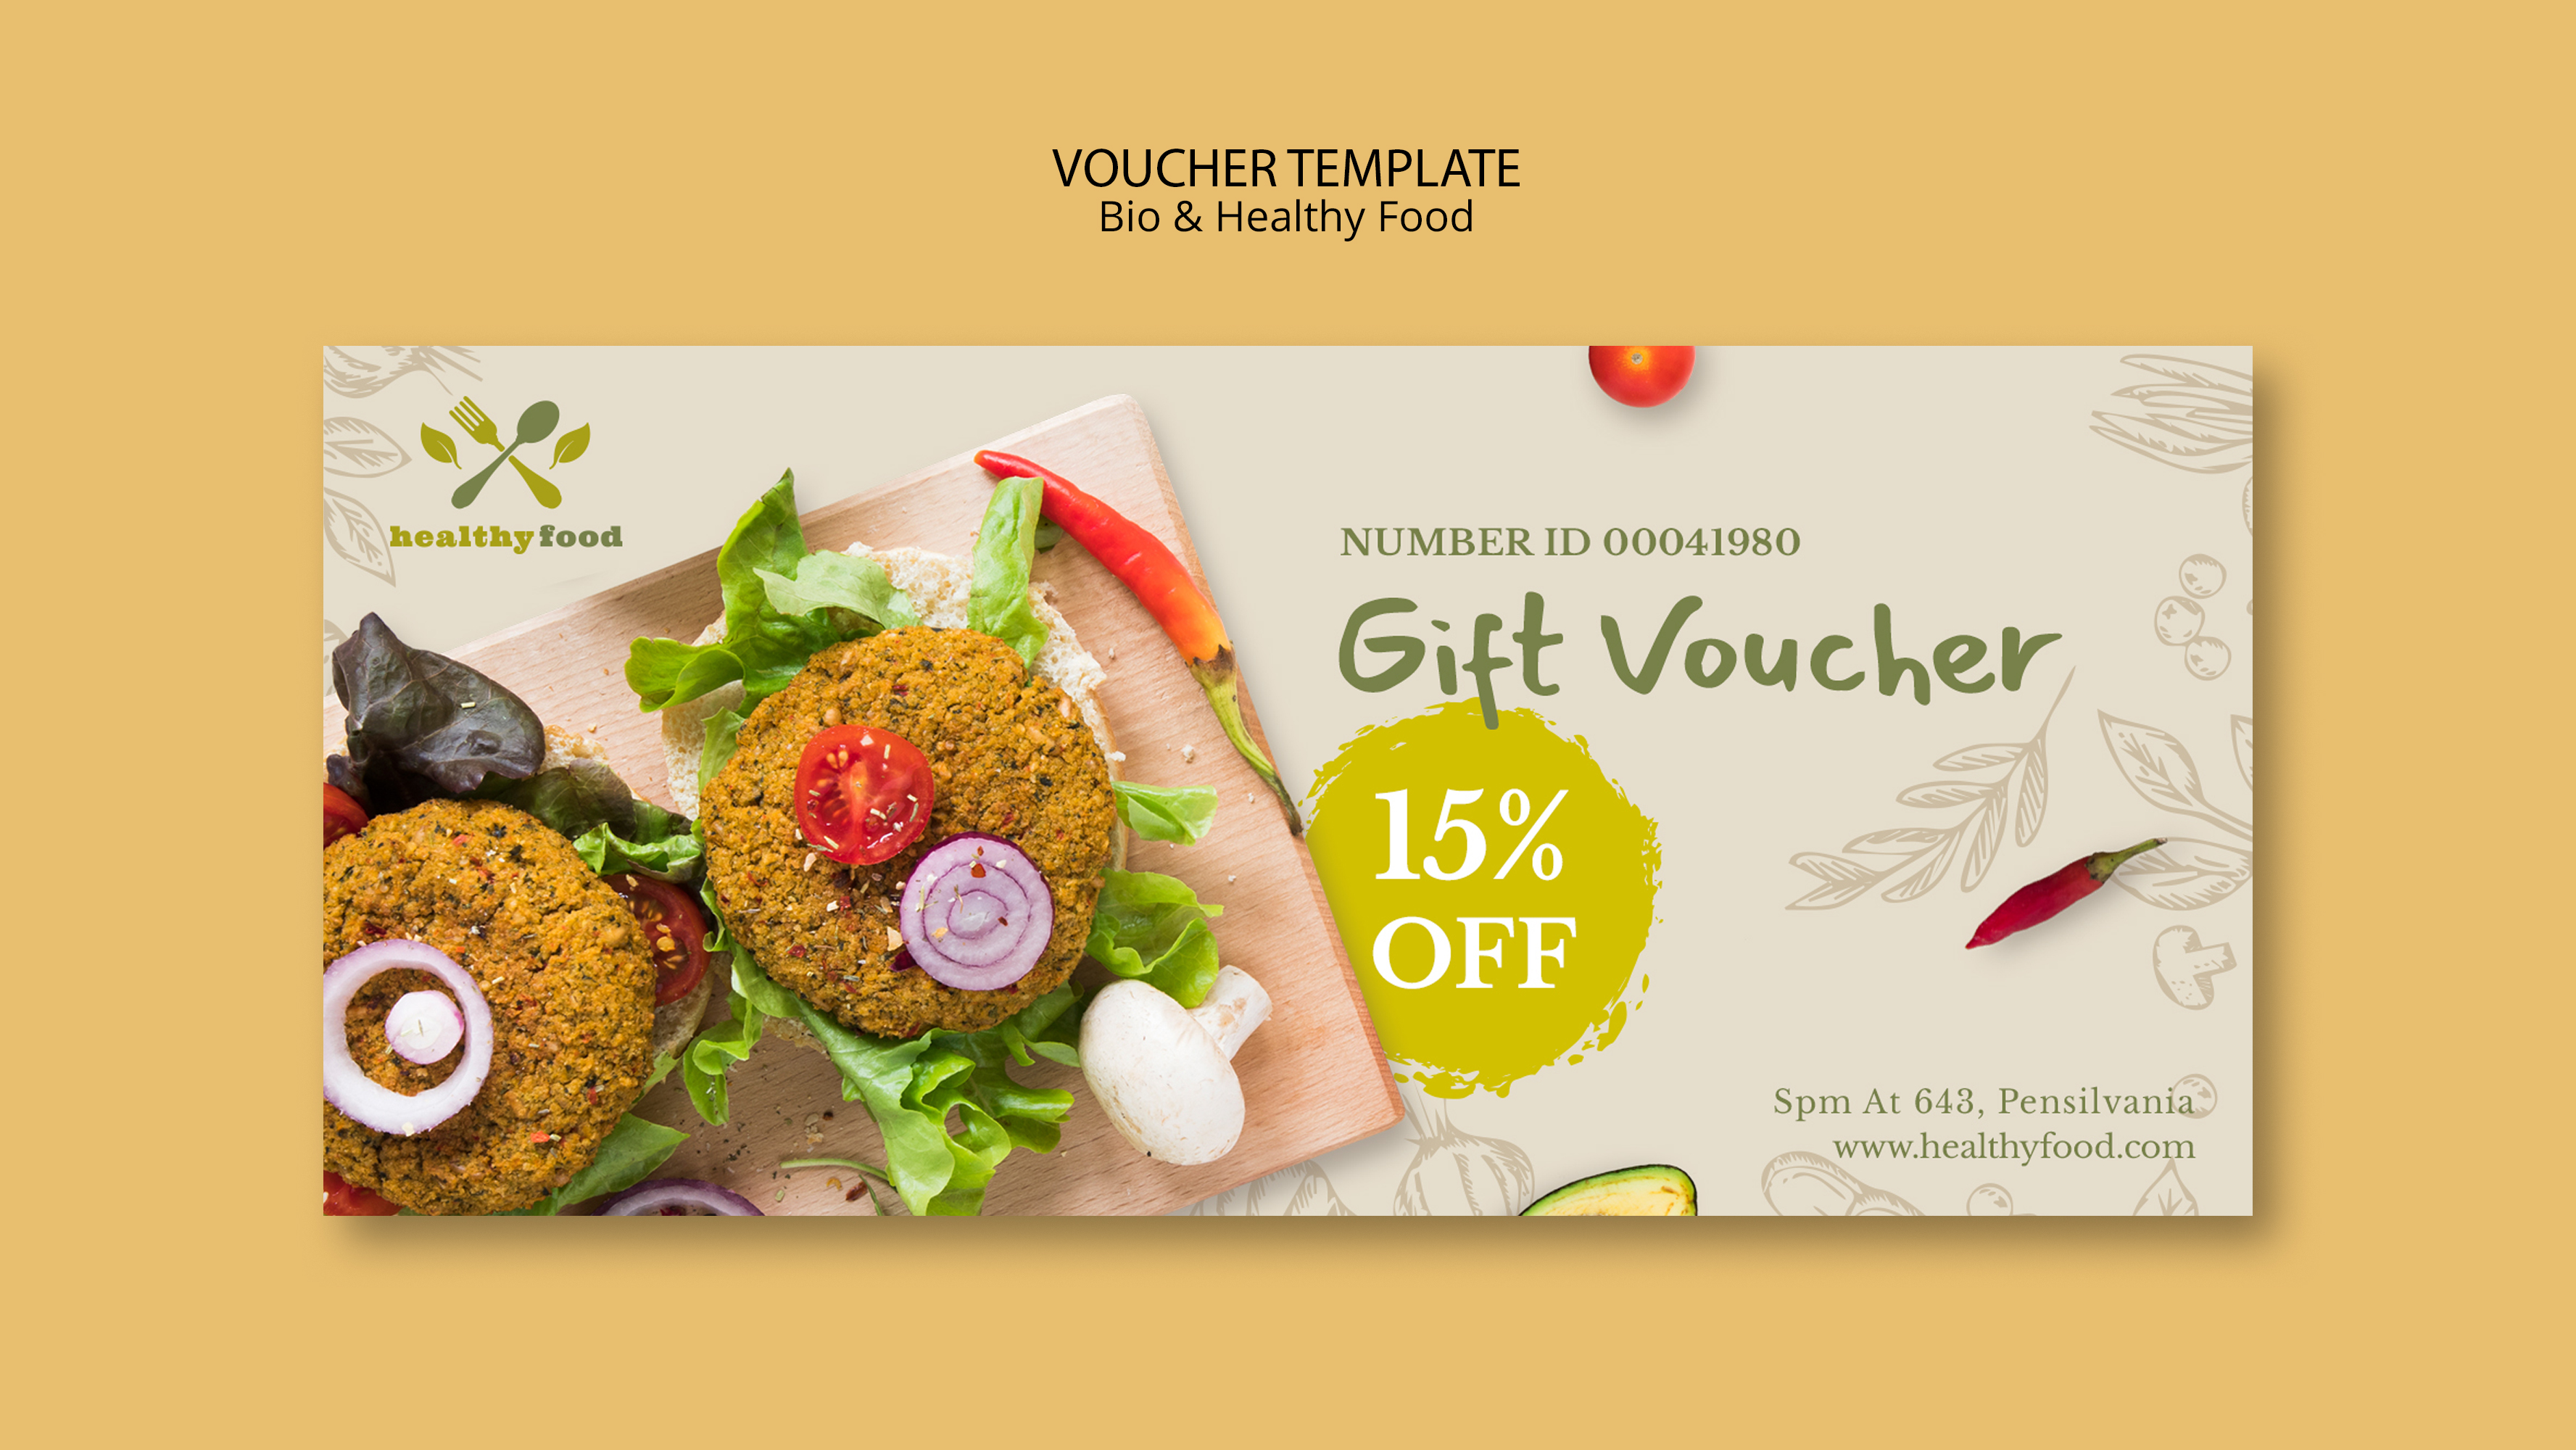 VOUCHER TEMPLATE
Bio & Healthy Food
healthy food
NUMBER ID 00041980
Gift Voucher
15%
OFF
Spm At 643, Pensilvania
www.healthyfood.com